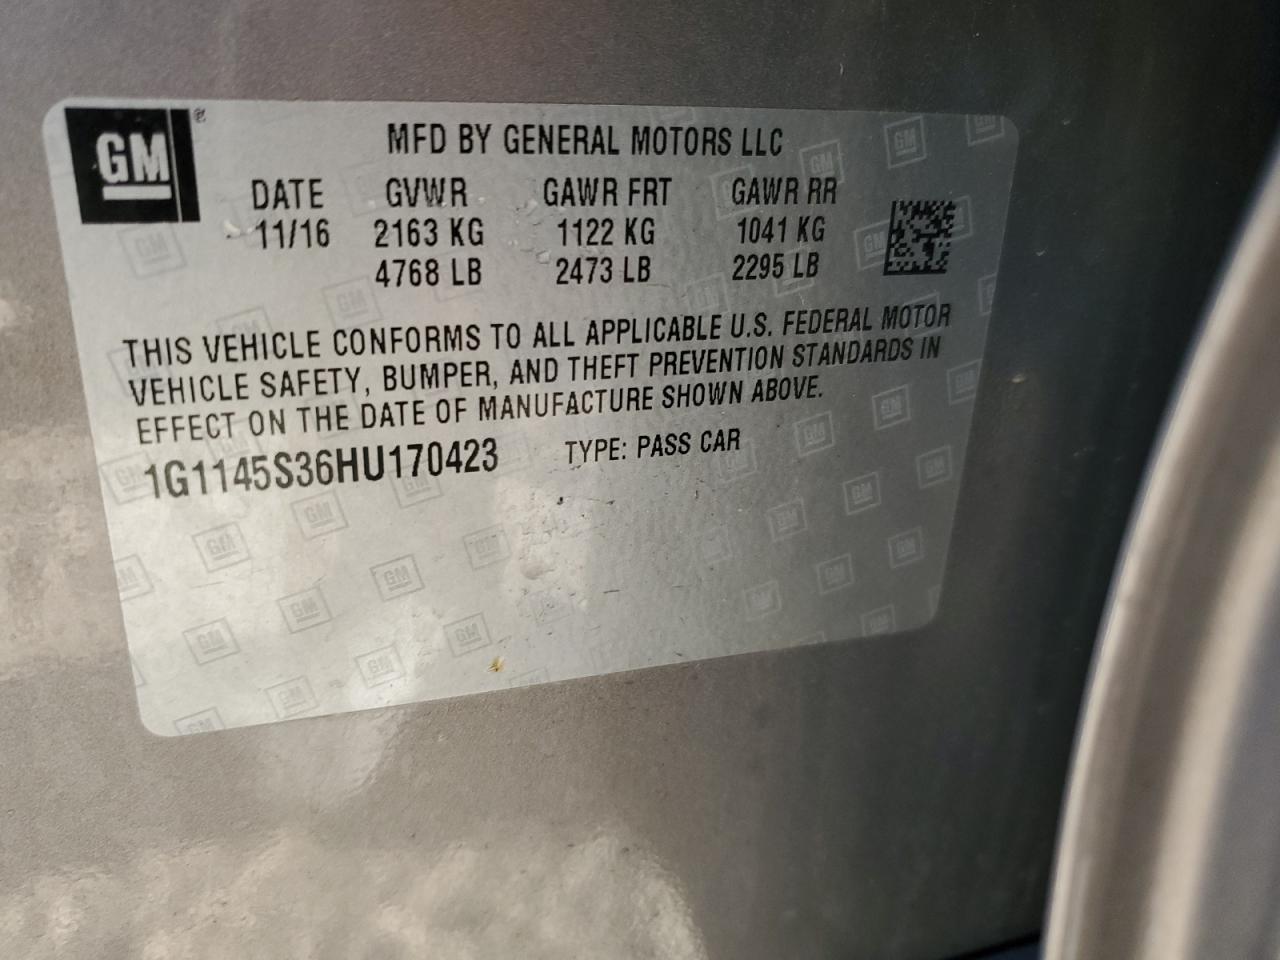 GM ®
MFD BY GENERAL MOTORS LLC
DATE GVWR GAWR FRT GAWR RR
11/16 2163 KG 1122 KG 1041 KG
4768 LB 2473 LB 2295 LB
THIS VEHICLE CONFORMS TO ALL APPLICABLE U.S. FEDERAL MOTOR
VEHICLE SAFETY, BUMPER, AND THEFT PREVENTION STANDARDS IN
EFFECT ON THE DATE OF MANUFACTURE SHOWN ABOVE.
1G1145S36HU170423 TYPE: PASS CAR